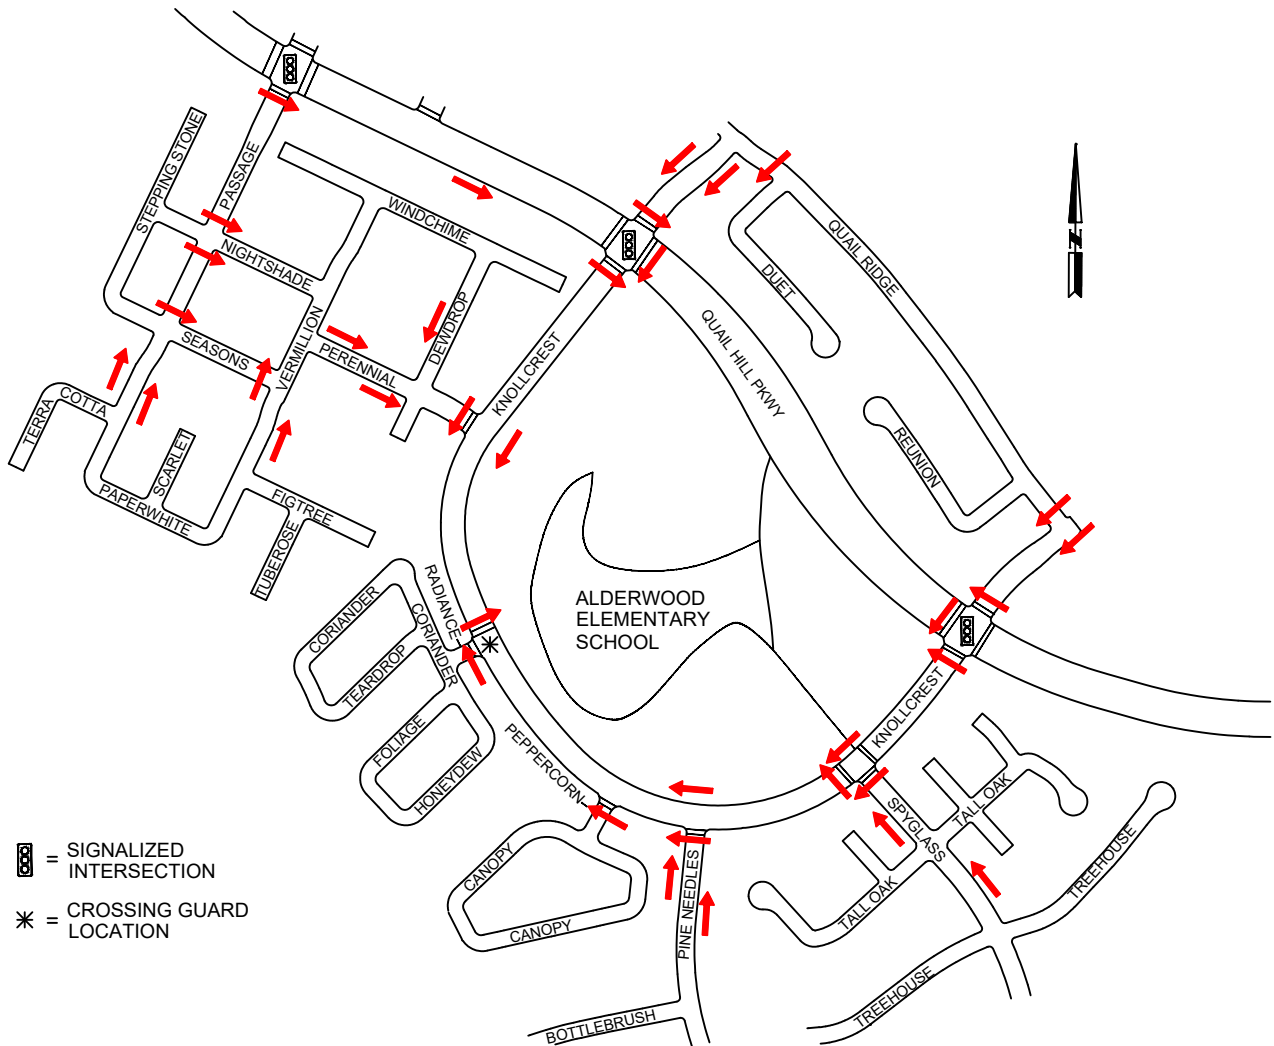 STEPPING STONE
PASSAGE
NIGHTSHADE
WINDCHIME
SEASONS
VERMILLION
PERENNIAL
DEWDROP
KNOLLCREST
TERRA
COTTA
SCARLET
PAPERWHITE
FIGTREE
TUBEROSE
QUAIL RIDGE
DUET
QUAIL HILL PKWY
REUNION
ALDERWOOD
ELEMENTARY
SCHOOL
RADIANCE
CORIANDER
CORIANDER
TEARDROP
FOLIAGE
HONEYDEW
PEPPERCORN
KNOLLCREST
SPYGLASS
TALL OAK
TALL OAK
TREEHOUSE
TREEHOUSE
CANOPY
CANOPY
PINE NEEDLES
BOTTLEBRUSH
N
= SIGNALIZED
INTERSECTION
= CROSSING GUARD
LOCATION